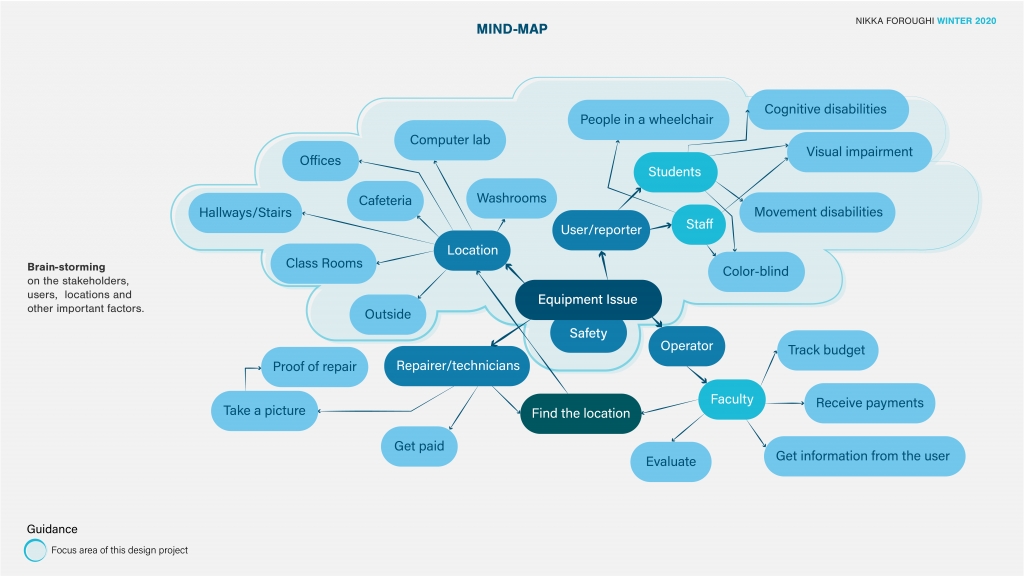 NIKKA FOROUGHI WINTER 2020
MIND-MAP
Cognitive disabilities
People in a wheelchair
Computer lab
Visual impairment
Offices
Students
Cafeteria
Washrooms
Hallways/Stairs
Movement disabilities
User/reporter
Staff
Location
Class Rooms
Color-blind
Brain-storming
on the stakeholders,
users, locations and
other important factors.
Equipment Issue
Outside
Safety
Operator
Track budget
Proof of repair
Repairer/technicians
Faculty
Receive payments
Take a picture
Find the location
Get paid
Evaluate
Get information from the user
Guidance
Focus area of this design project